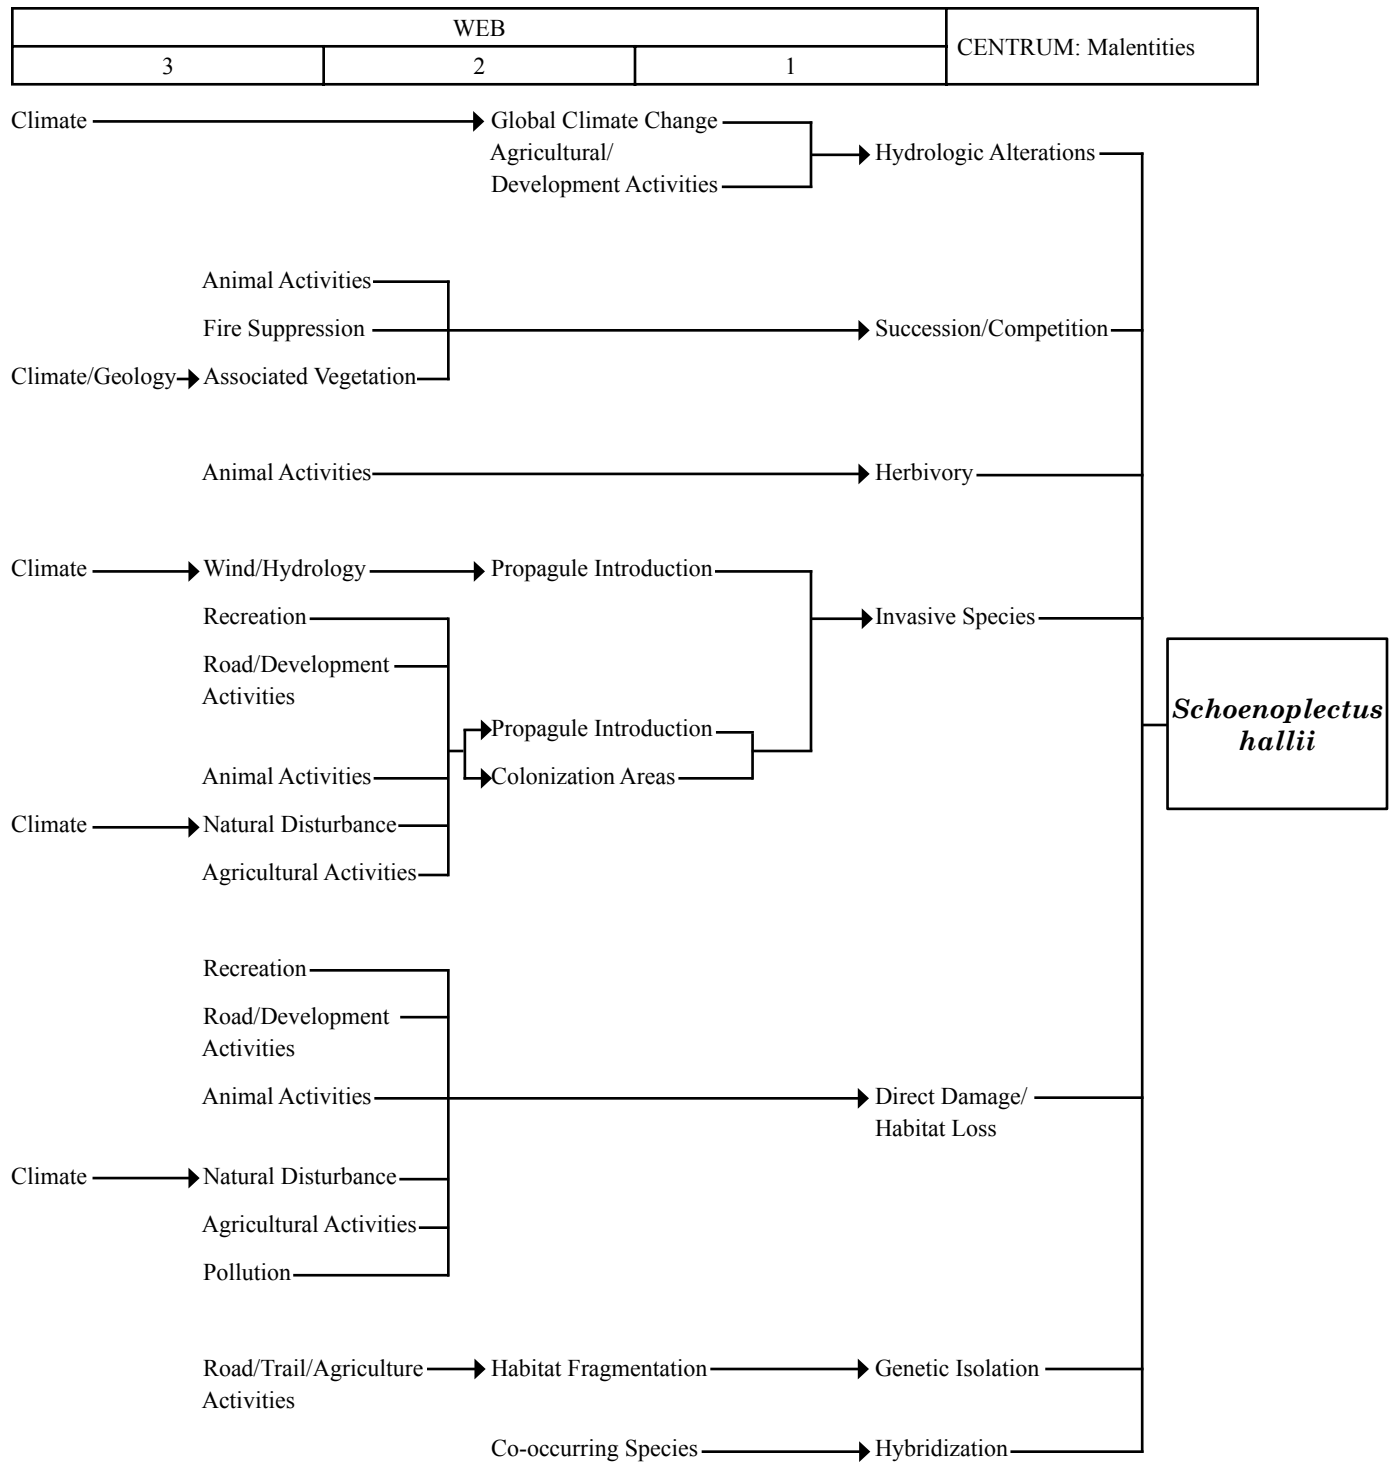 WEB
CENTRUM: Malentities
3
2
1
Climate
Global Climate Change
Agricultural/
Development Activities
Hydrologic Alterations
Animal Activities
Fire Suppression
Succession/Competition
Climate/Geology
Associated Vegetation
Animal Activities
Herbivory
Climate
Wind/Hydrology
Propagule Introduction
Recreation
Invasive Species
Road/Development
Activities
Propagule Introduction
Animal Activities
Colonization Areas
Climate
Natural Disturbance
Agricultural Activities
Schoenoplectus
hallii
Recreation
Road/Development
Activities
Animal Activities
Direct Damage/
Habitat Loss
Climate
Natural Disturbance
Agricultural Activities
Pollution
Road/Trail/Agriculture
Activities
Habitat Fragmentation
Genetic Isolation
Co-occurring Species
Hybridization